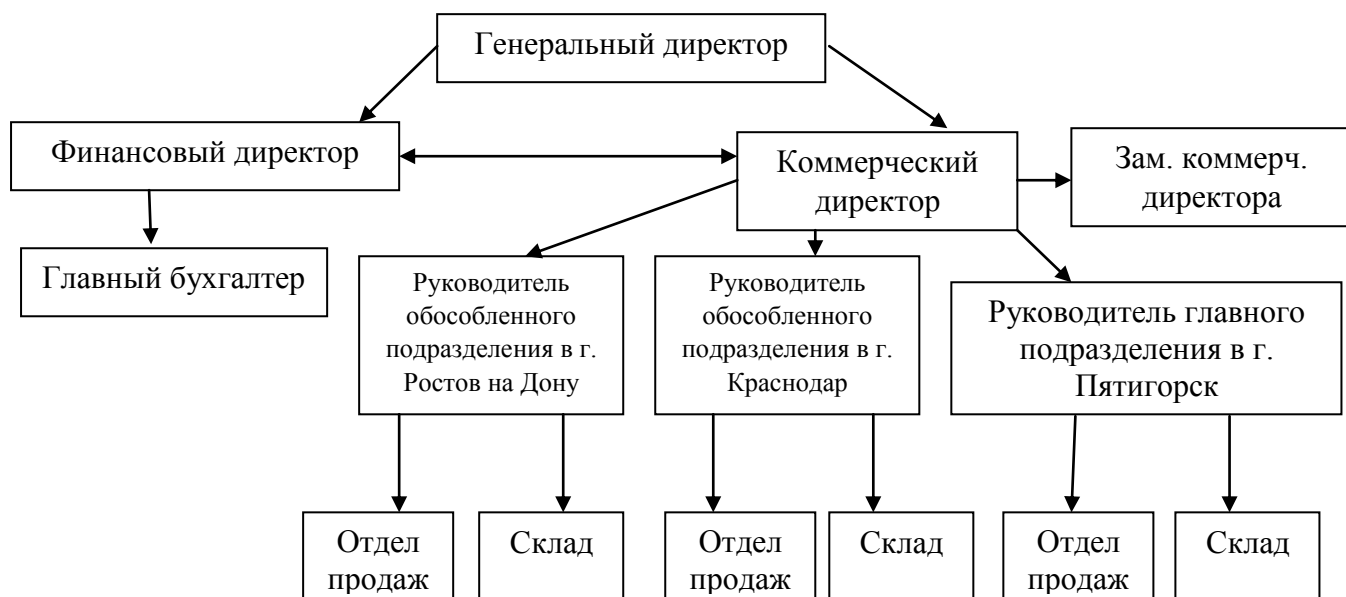 Генеральный директор
Финансовый директор
Коммерческий
директор
Зам. коммерч.
директора
Главный бухгалтер
Руководитель
обособленного
подразделения в г.
Ростов на Дону
Руководитель
обособленного
подразделения в г.
Краснодар
Руководитель главного
подразделения в г.
Пятигорск
Отдел
продаж
Склад
Отдел
продаж
Склад
Отдел
продаж
Склад